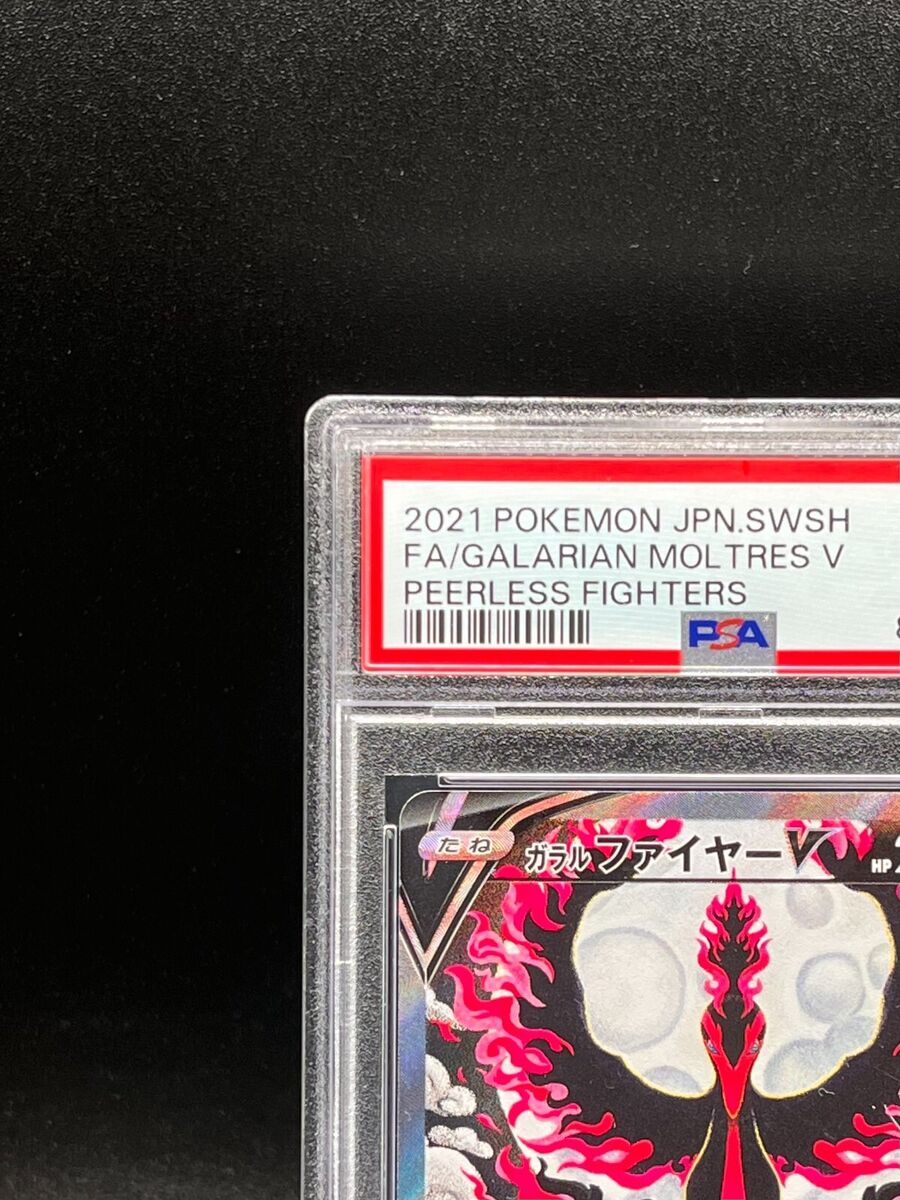 2021 POKEMON JPN.SWSH
FA/GALARIAN MOLTRES V
PEERLESS FIGHTERS
PSA
たね
ガラルファイヤーV
HP